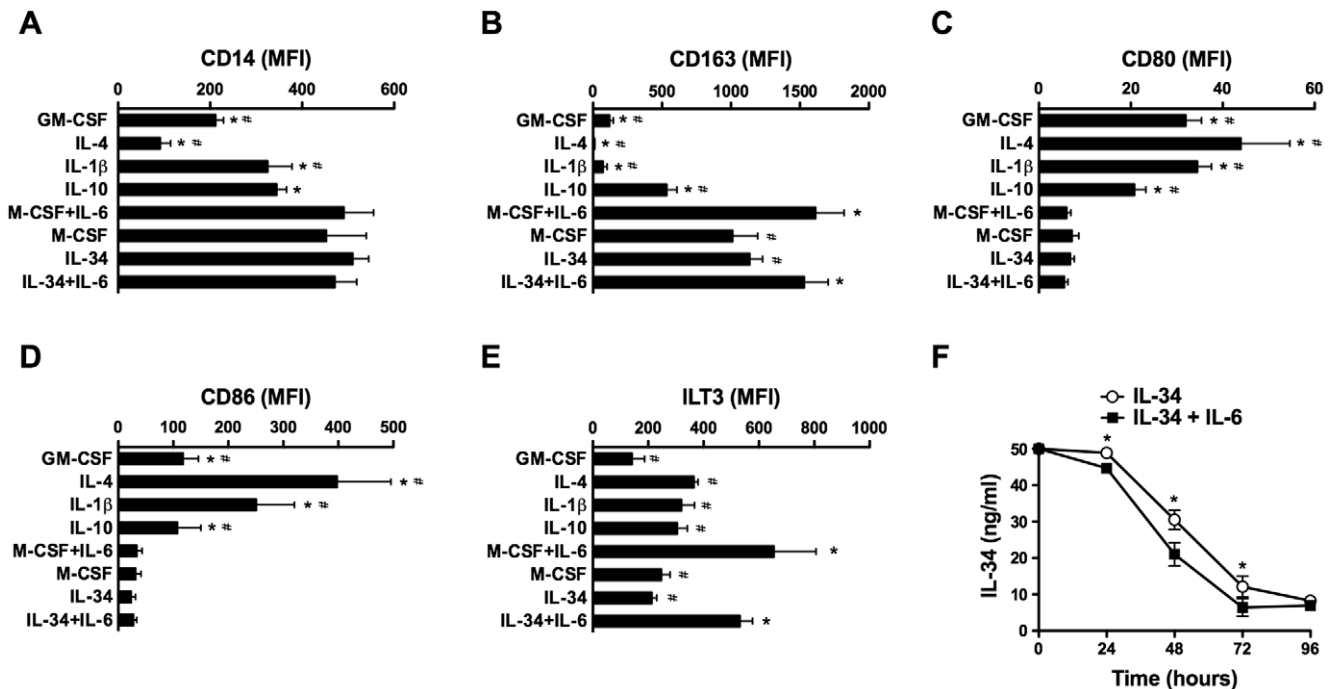 A
CD14 (MFI)
0 200 400 600
GM-CSF * #
IL-4 * #
IL-1β * #
IL-10 *
M-CSF+IL-6
M-CSF
IL-34
IL-34+IL-6
B
CD163 (MFI)
0 500 1000 1500 2000
GM-CSF * #
IL-4 * #
IL-1β * #
IL-10 * #
M-CSF+IL-6 *
M-CSF #
IL-34 #
IL-34+IL-6 *
C
CD80 (MFI)
0 20 40 60
GM-CSF * #
IL-4 * #
IL-1β * #
IL-10 * #
M-CSF+IL-6
M-CSF
IL-34
IL-34+IL-6
D
CD86 (MFI)
0 100 200 300 400 500
GM-CSF * #
IL-4 * #
IL-1β * #
IL-10 * #
M-CSF+IL-6
M-CSF
IL-34
IL-34+IL-6
E
ILT3 (MFI)
0 200 400 600 800 1000
GM-CSF #
IL-4 #
IL-1β #
IL-10 #
M-CSF+IL-6 *
M-CSF #
IL-34 #
IL-34+IL-6 *
F
IL-34
IL-34 + IL-6
IL-34 (ng/ml)
50
40
30
20
10
0
* * *
0 24 48 72 96
Time (hours)